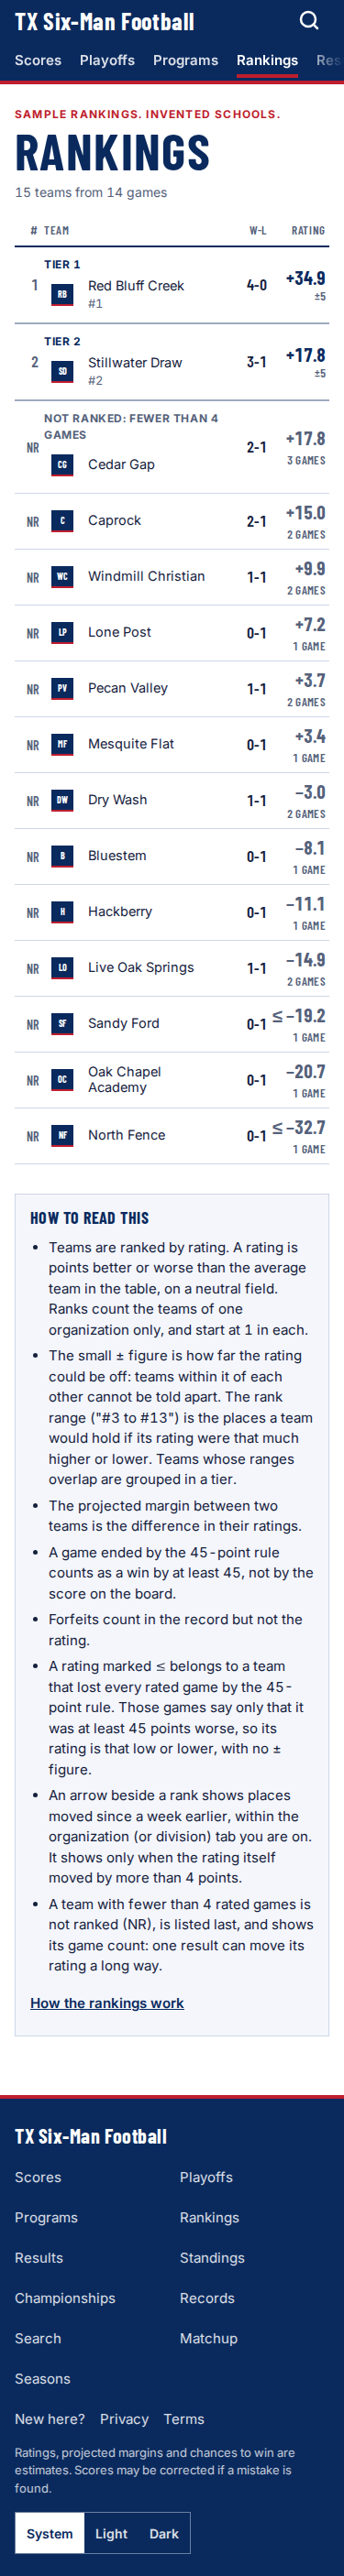 TX Six-Man Football
Scores Playoffs Programs Rankings Res
SAMPLE RANKINGS. INVENTED SCHOOLS.
RANKINGS
15 teams from 14 games
# TEAM W-L RATING
TIER 1
1 RB Red Bluff Creek 4-0 +34.9
#1 ±5
TIER 2
2 SD Stillwater Draw 3-1 +17.8
#2 ±5
NOT RANKED: FEWER THAN 4
GAMES
NR CG Cedar Gap 2-1 +17.8
3 GAMES
NR C Caprock 2-1 +15.0
2 GAMES
NR WC Windmill Christian 1-1 +9.9
2 GAMES
NR LP Lone Post 0-1 +7.2
1 GAME
NR PV Pecan Valley 1-1 +3.7
2 GAMES
NR MF Mesquite Flat 0-1 +3.4
1 GAME
NR DW Dry Wash 1-1 −3.0
2 GAMES
NR B Bluestem 0-1 −8.1
1 GAME
NR H Hackberry 0-1 −11.1
1 GAME
NR LO Live Oak Springs 1-1 −14.9
2 GAMES
NR SF Sandy Ford 0-1 ≤ −19.2
1 GAME
NR OC Oak Chapel
Academy 0-1 −20.7
1 GAME
NR NF North Fence 0-1 ≤ −32.7
1 GAME
HOW TO READ THIS
• Teams are ranked by rating. A rating is
points better or worse than the average
team in the table, on a neutral field.
Ranks count the teams of one
organization only, and start at 1 in each.
• The small ± figure is how far the rating
could be off: teams within it of each
other cannot be told apart. The rank
range ("#3 to #13") is the places a team
would hold if its rating were that much
higher or lower. Teams whose ranges
overlap are grouped in a tier.
• The projected margin between two
teams is the difference in their ratings.
• A game ended by the 45-point rule
counts as a win by at least 45, not by the
score on the board.
• Forfeits count in the record but not the
rating.
• A rating marked ≤ belongs to a team
that lost every rated game by the 45-
point rule. Those games say only that it
was at least 45 points worse, so its
rating is that low or lower, with no ±
figure.
• An arrow beside a rank shows places
moved since a week earlier, within the
organization (or division) tab you are on.
It shows only when the rating itself
moved by more than 4 points.
• A team with fewer than 4 rated games is
not ranked (NR), is listed last, and shows
its game count: one result can move its
rating a long way.
How the rankings work
TX Six-Man Football
Scores Playoffs
Programs Rankings
Results Standings
Championships Records
Search Matchup
Seasons
New here? Privacy Terms
Ratings, projected margins and chances to win are
estimates. Scores may be corrected if a mistake is
found.
System Light Dark